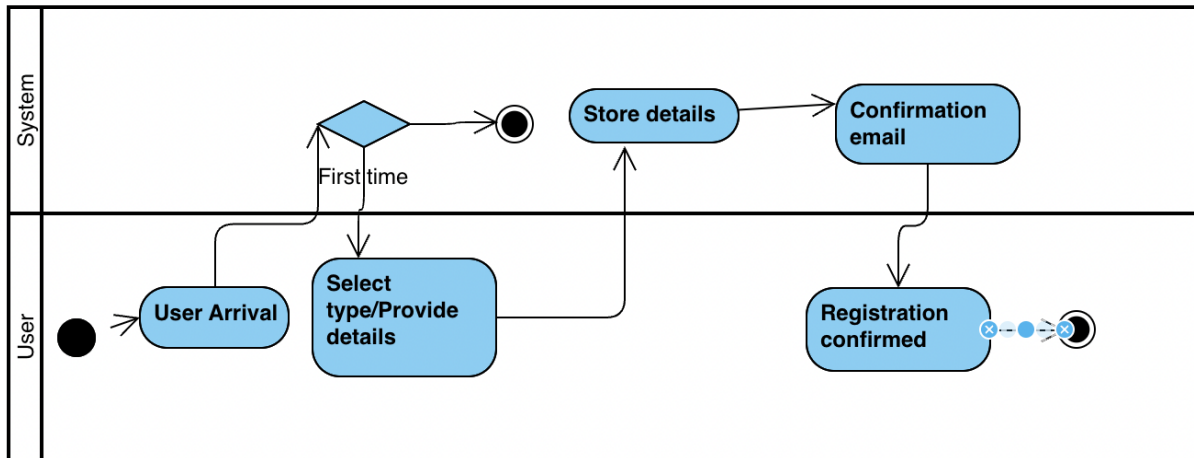 System
Store details
Confirmation
email
First time
User
User Arrival
Select
type/Provide
details
Registration
confirmed